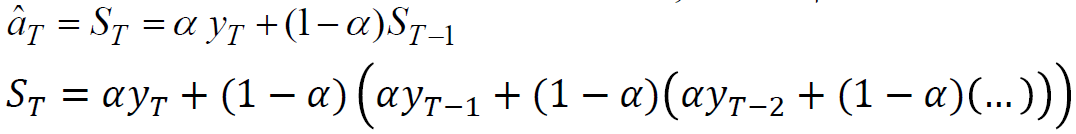 â_T = S_T = α y_T + (1−α)S_{T−1}
S_T = αy_T + (1 − α)(αy_{T−1} + (1 − α)(αy_{T−2} + (1 − α)(…)))